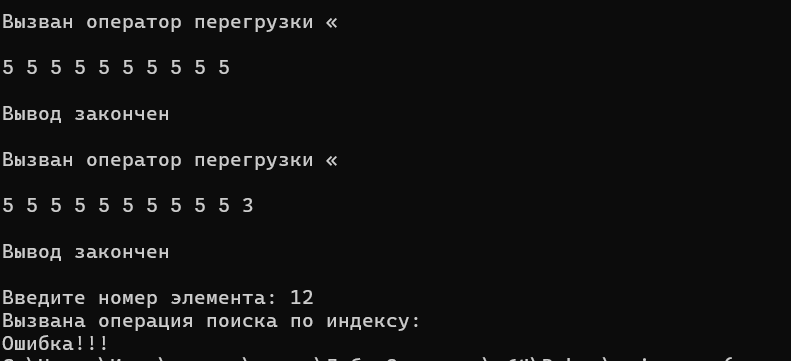 Вызван оператор перегрузки «
5 5 5 5 5 5 5 5 5 5
Вывод закончен
Вызван оператор перегрузки «
5 5 5 5 5 5 5 5 5 5 3
Вывод закончен
Введите номер элемента: 12
Вызвана операция поиска по индексу:
Ошибка!!!